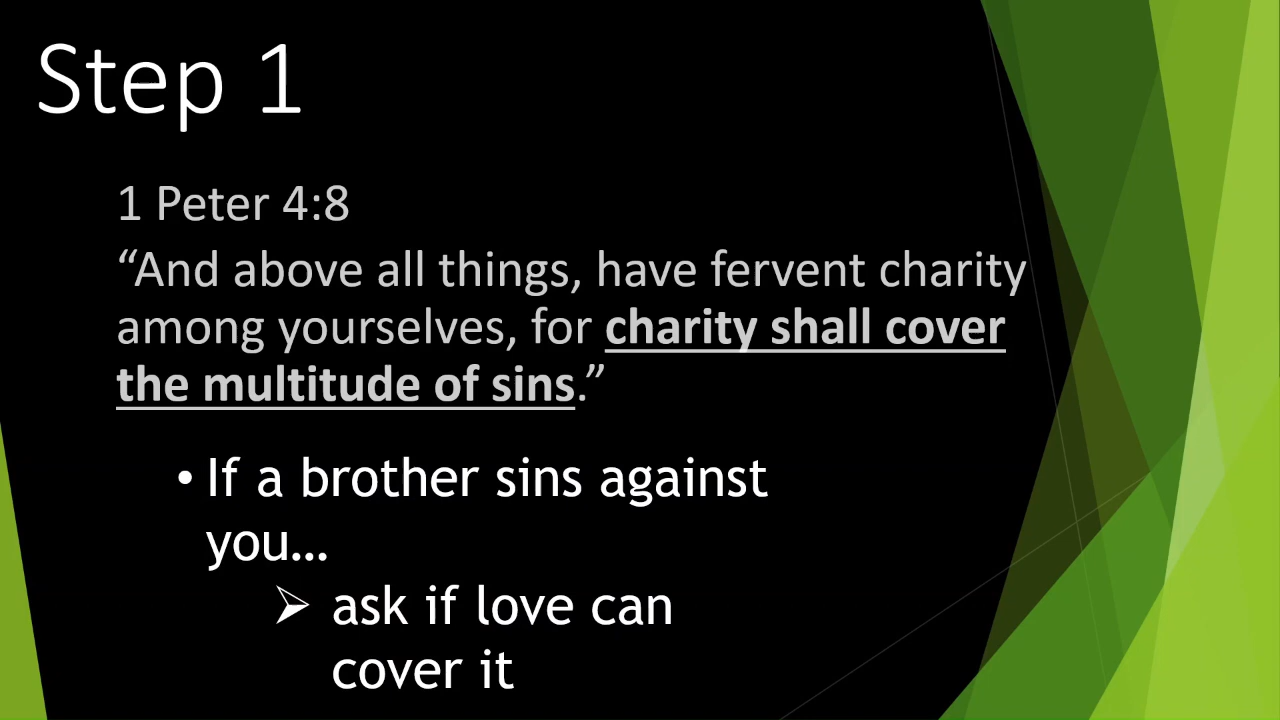 Step 1
1 Peter 4:8
“And above all things, have fervent charity
among yourselves, for charity shall cover
the multitude of sins.”
• If a brother sins against
you…
➢ ask if love can
cover it